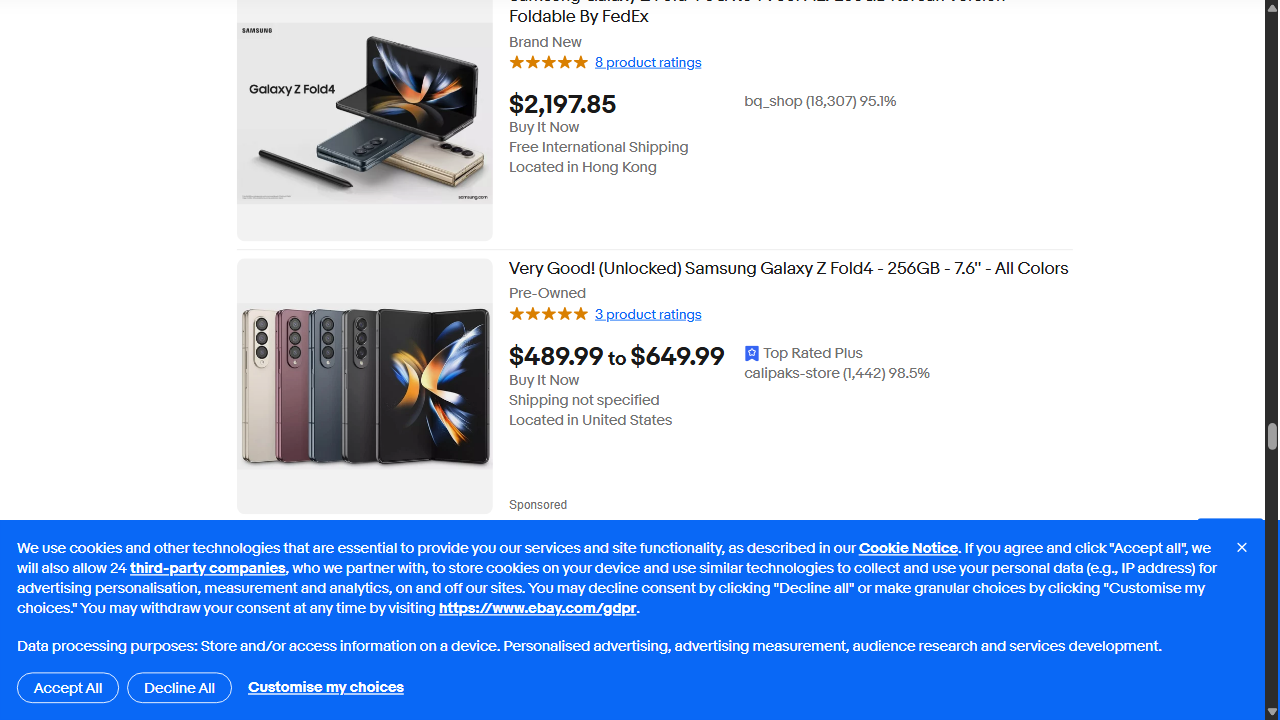 Foldable By FedEx
Brand New
8 product ratings
$2,197.85
bq_shop (18,307) 95.1%
Buy It Now
Free International Shipping
Located in Hong Kong
SAMSUNG
Galaxy Z Fold4
samsung.com
Very Good! (Unlocked) Samsung Galaxy Z Fold4 - 256GB - 7.6" - All Colors
Pre-Owned
3 product ratings
$489.99 to $649.99
Top Rated Plus
calipaks-store (1,442) 98.5%
Buy It Now
Shipping not specified
Located in United States
Sponsored
We use cookies and other technologies that are essential to provide you our services and site functionality, as described in our Cookie Notice. If you agree and click "Accept all", we
will also allow 24 third-party companies, who we partner with, to store cookies on your device and use similar technologies to collect and use your personal data (e.g., IP address) for
advertising personalisation, measurement and analytics, on and off our sites. You may decline consent by clicking "Decline all" or make granular choices by clicking "Customise my
choices." You may withdraw your consent at any time by visiting https://www.ebay.com/gdpr.
Data processing purposes: Store and/or access information on a device. Personalised advertising, advertising measurement, audience research and services development.
Accept All
Decline All
Customise my choices